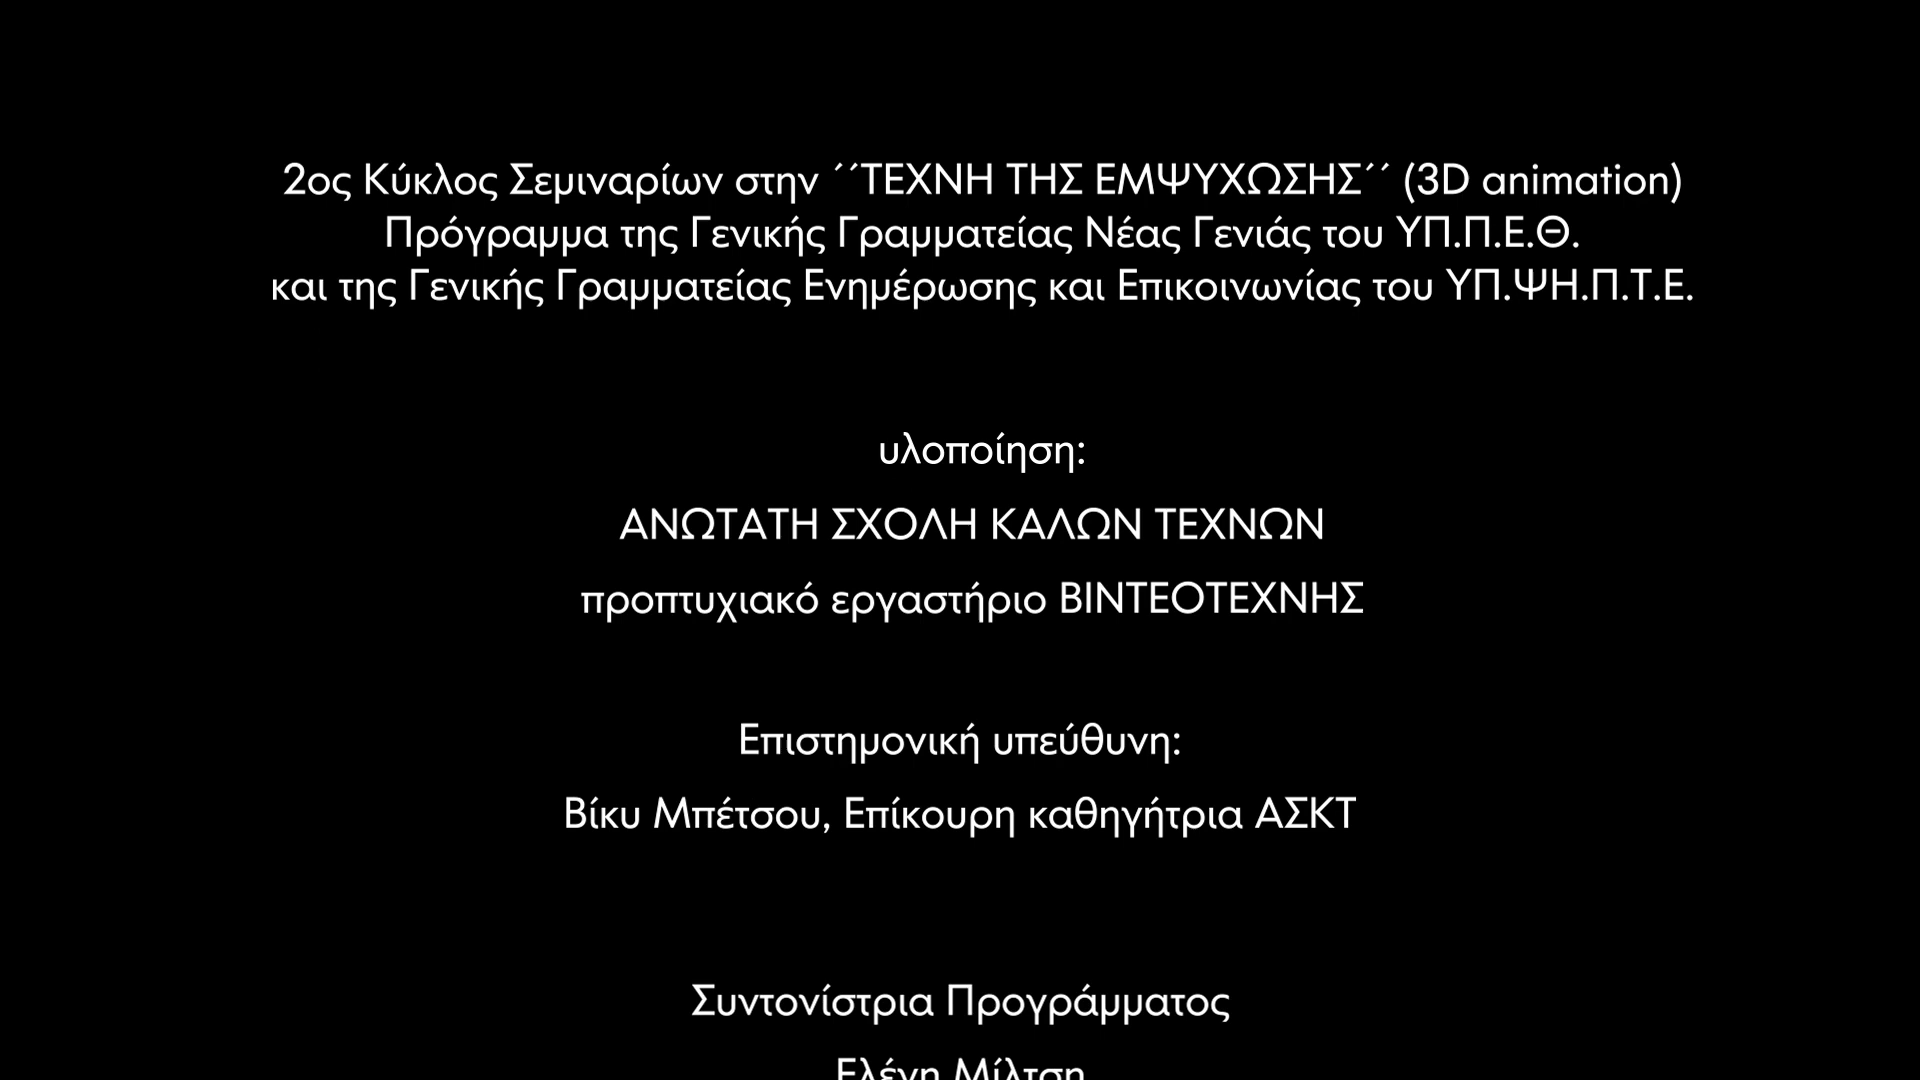 2ος Κύκλος Σεμιναρίων στην ´´ΤΕΧΝΗ ΤΗΣ ΕΜΨΥΧΩΣΗΣ´´ (3D animation)
Πρόγραμμα της Γενικής Γραμματείας Νέας Γενιάς του ΥΠ.Π.Ε.Θ.
και της Γενικής Γραμματείας Ενημέρωσης και Επικοινωνίας του ΥΠ.ΨΗ.Π.Τ.Ε.
υλοποίηση:
ΑΝΩΤΑΤΗ ΣΧΟΛΗ ΚΑΛΩΝ ΤΕΧΝΩΝ
προπτυχιακό εργαστήριο ΒΙΝΤΕΟΤΕΧΝΗΣ
Επιστημονική υπεύθυνη:
Βίκυ Μπέτσου, Επίκουρη καθηγήτρια ΑΣΚΤ
Συντονίστρια Προγράμματος
Ελένη Μίλτση